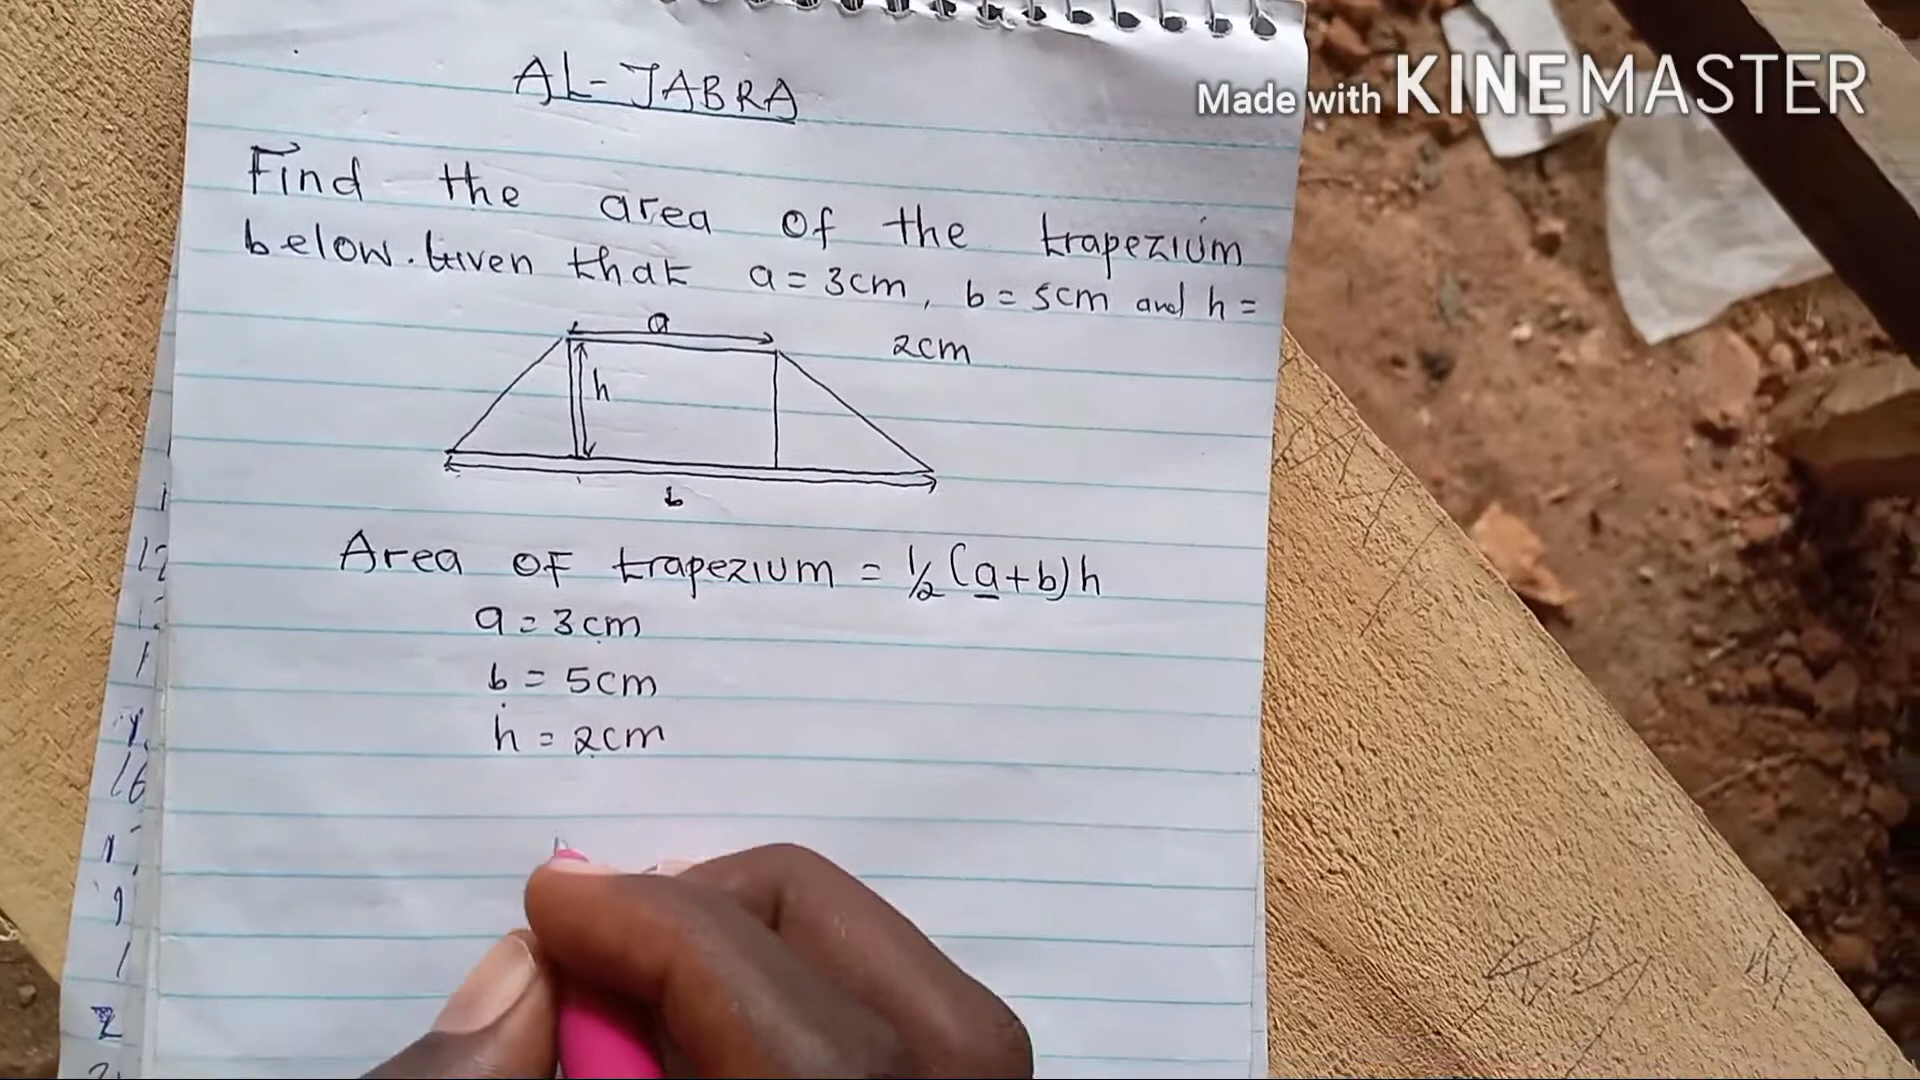 AL-JABRA
Made with KINEMASTER
Find the area of the trapezium
below. Given that a = 3cm, b = 5cm and h =
2cm
a
h
b
Area OF trapezium = ½ (a+b)h
a = 3cm
b = 5cm
h = 2cm